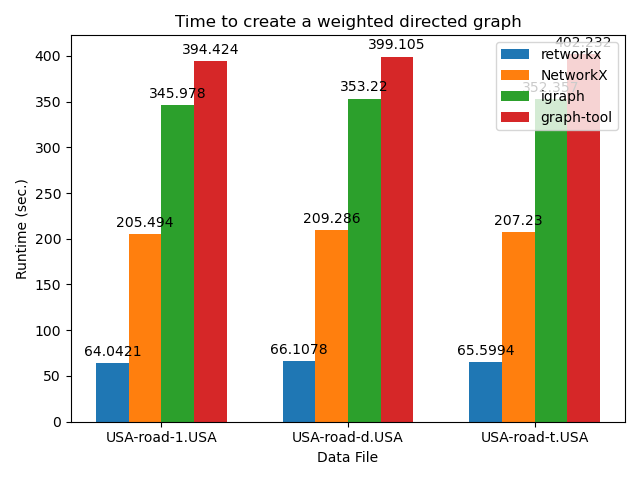 Time to create a weighted directed graph
400
350
300
250
200
150
100
50
0
Runtime (sec.)
64.0421
205.494
345.978
394.424
66.1078
209.286
353.22
399.105
65.5994
207.23
402.232
retworkx
NetworkX
igraph
graph-tool
USA-road-1.USA
USA-road-d.USA
USA-road-t.USA
Data File